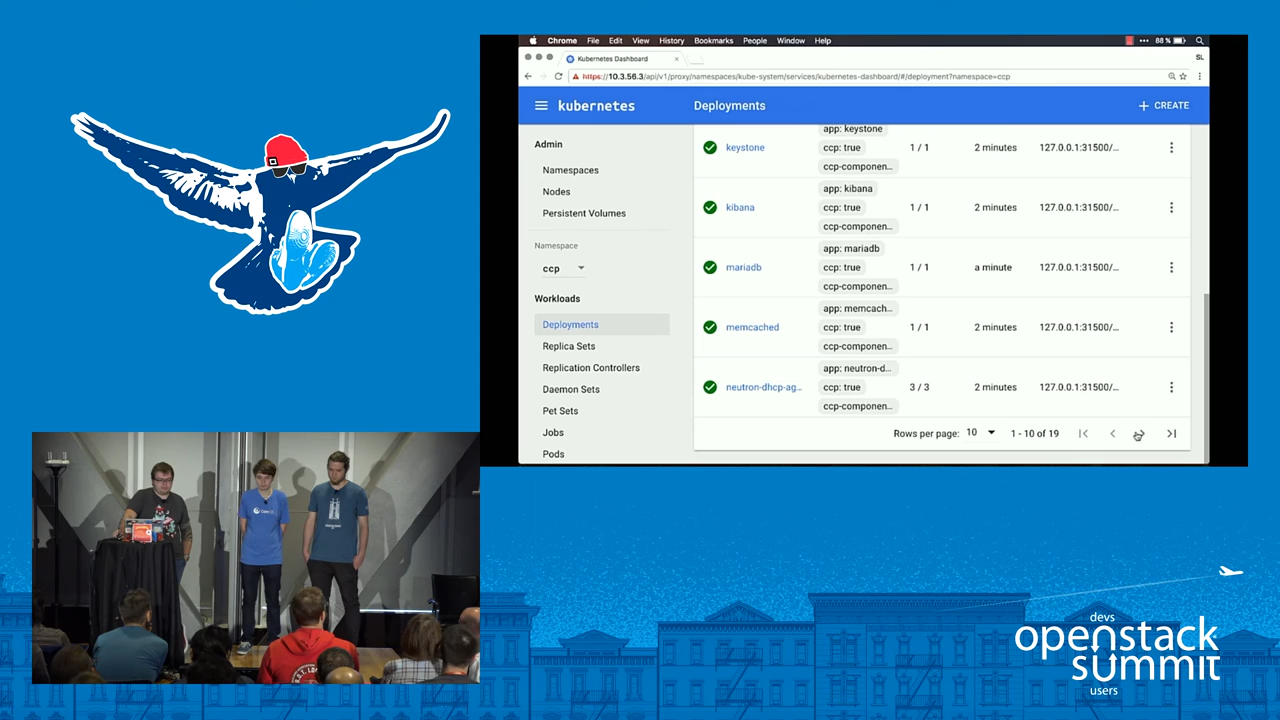 Chrome File Edit View History Bookmarks People Window Help
88 %
Kubernetes Dashboard
SL
https://10.3.56.3/api/v1/proxy/namespaces/kube-system/services/kubernetes-dashboard/#/deployment?namespace=ccp
kubernetes
Deployments
+ CREATE
Admin
Namespaces
Nodes
Persistent Volumes
Namespace
ccp
Workloads
Deployments
Replica Sets
Replication Controllers
Daemon Sets
Pet Sets
Jobs
Pods
app: keystone
keystone ccp: true 1 / 1 2 minutes 127.0.0.1:31500/...
ccp-componen...
app: kibana
kibana ccp: true 1 / 1 2 minutes 127.0.0.1:31500/...
ccp-componen...
app: mariadb
mariadb ccp: true 1 / 1 a minute 127.0.0.1:31500/...
ccp-componen...
app: memcach...
memcached ccp: true 1 / 1 2 minutes 127.0.0.1:31500/...
ccp-componen...
app: neutron-d...
neutron-dhcp-ag... ccp: true 3 / 3 2 minutes 127.0.0.1:31500/...
ccp-componen...
Rows per page: 10 1 - 10 of 19
devs
openstack
summit
users